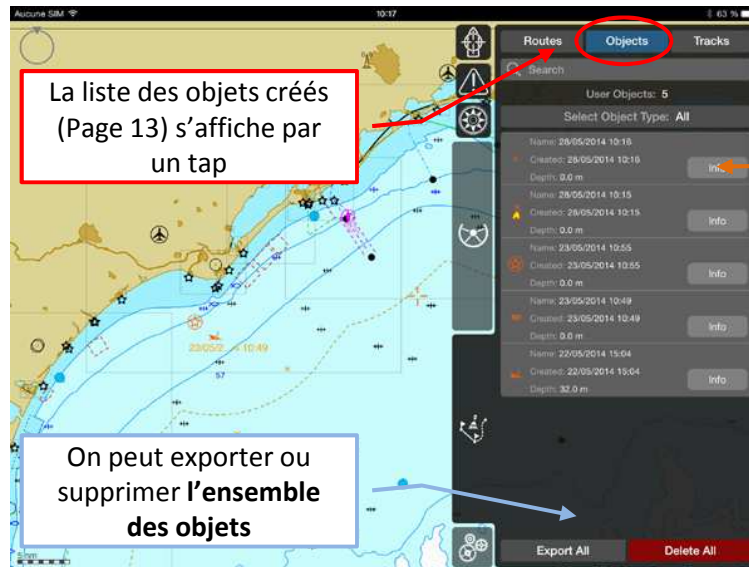 Aucune SIM
10:17
63 %
Routes
Objects
Tracks
La liste des objets créés
(Page 13) s'affiche par
un tap
Search
User Objects: 5
Select Object Type: All
Name: 28/05/2014 10:16
Created: 28/05/2014 10:16
Depth: 0.0 m
Info
Name: 28/05/2014 10:15
Created: 28/05/2014 10:15
Depth: 0.0 m
Info
Name: 23/05/2014 10:55
Created: 23/05/2014 10:55
Depth: 0.0 m
Info
Name: 23/05/2014 10:49
Created: 23/05/2014 10:49
Depth: 0.0 m
Info
Name: 22/05/2014 15:04
Created: 22/05/2014 15:04
Depth: 32.0 m
Info
10:49
57
On peut exporter ou
supprimer l'ensemble
des objets
5 nm
Export All
Delete All